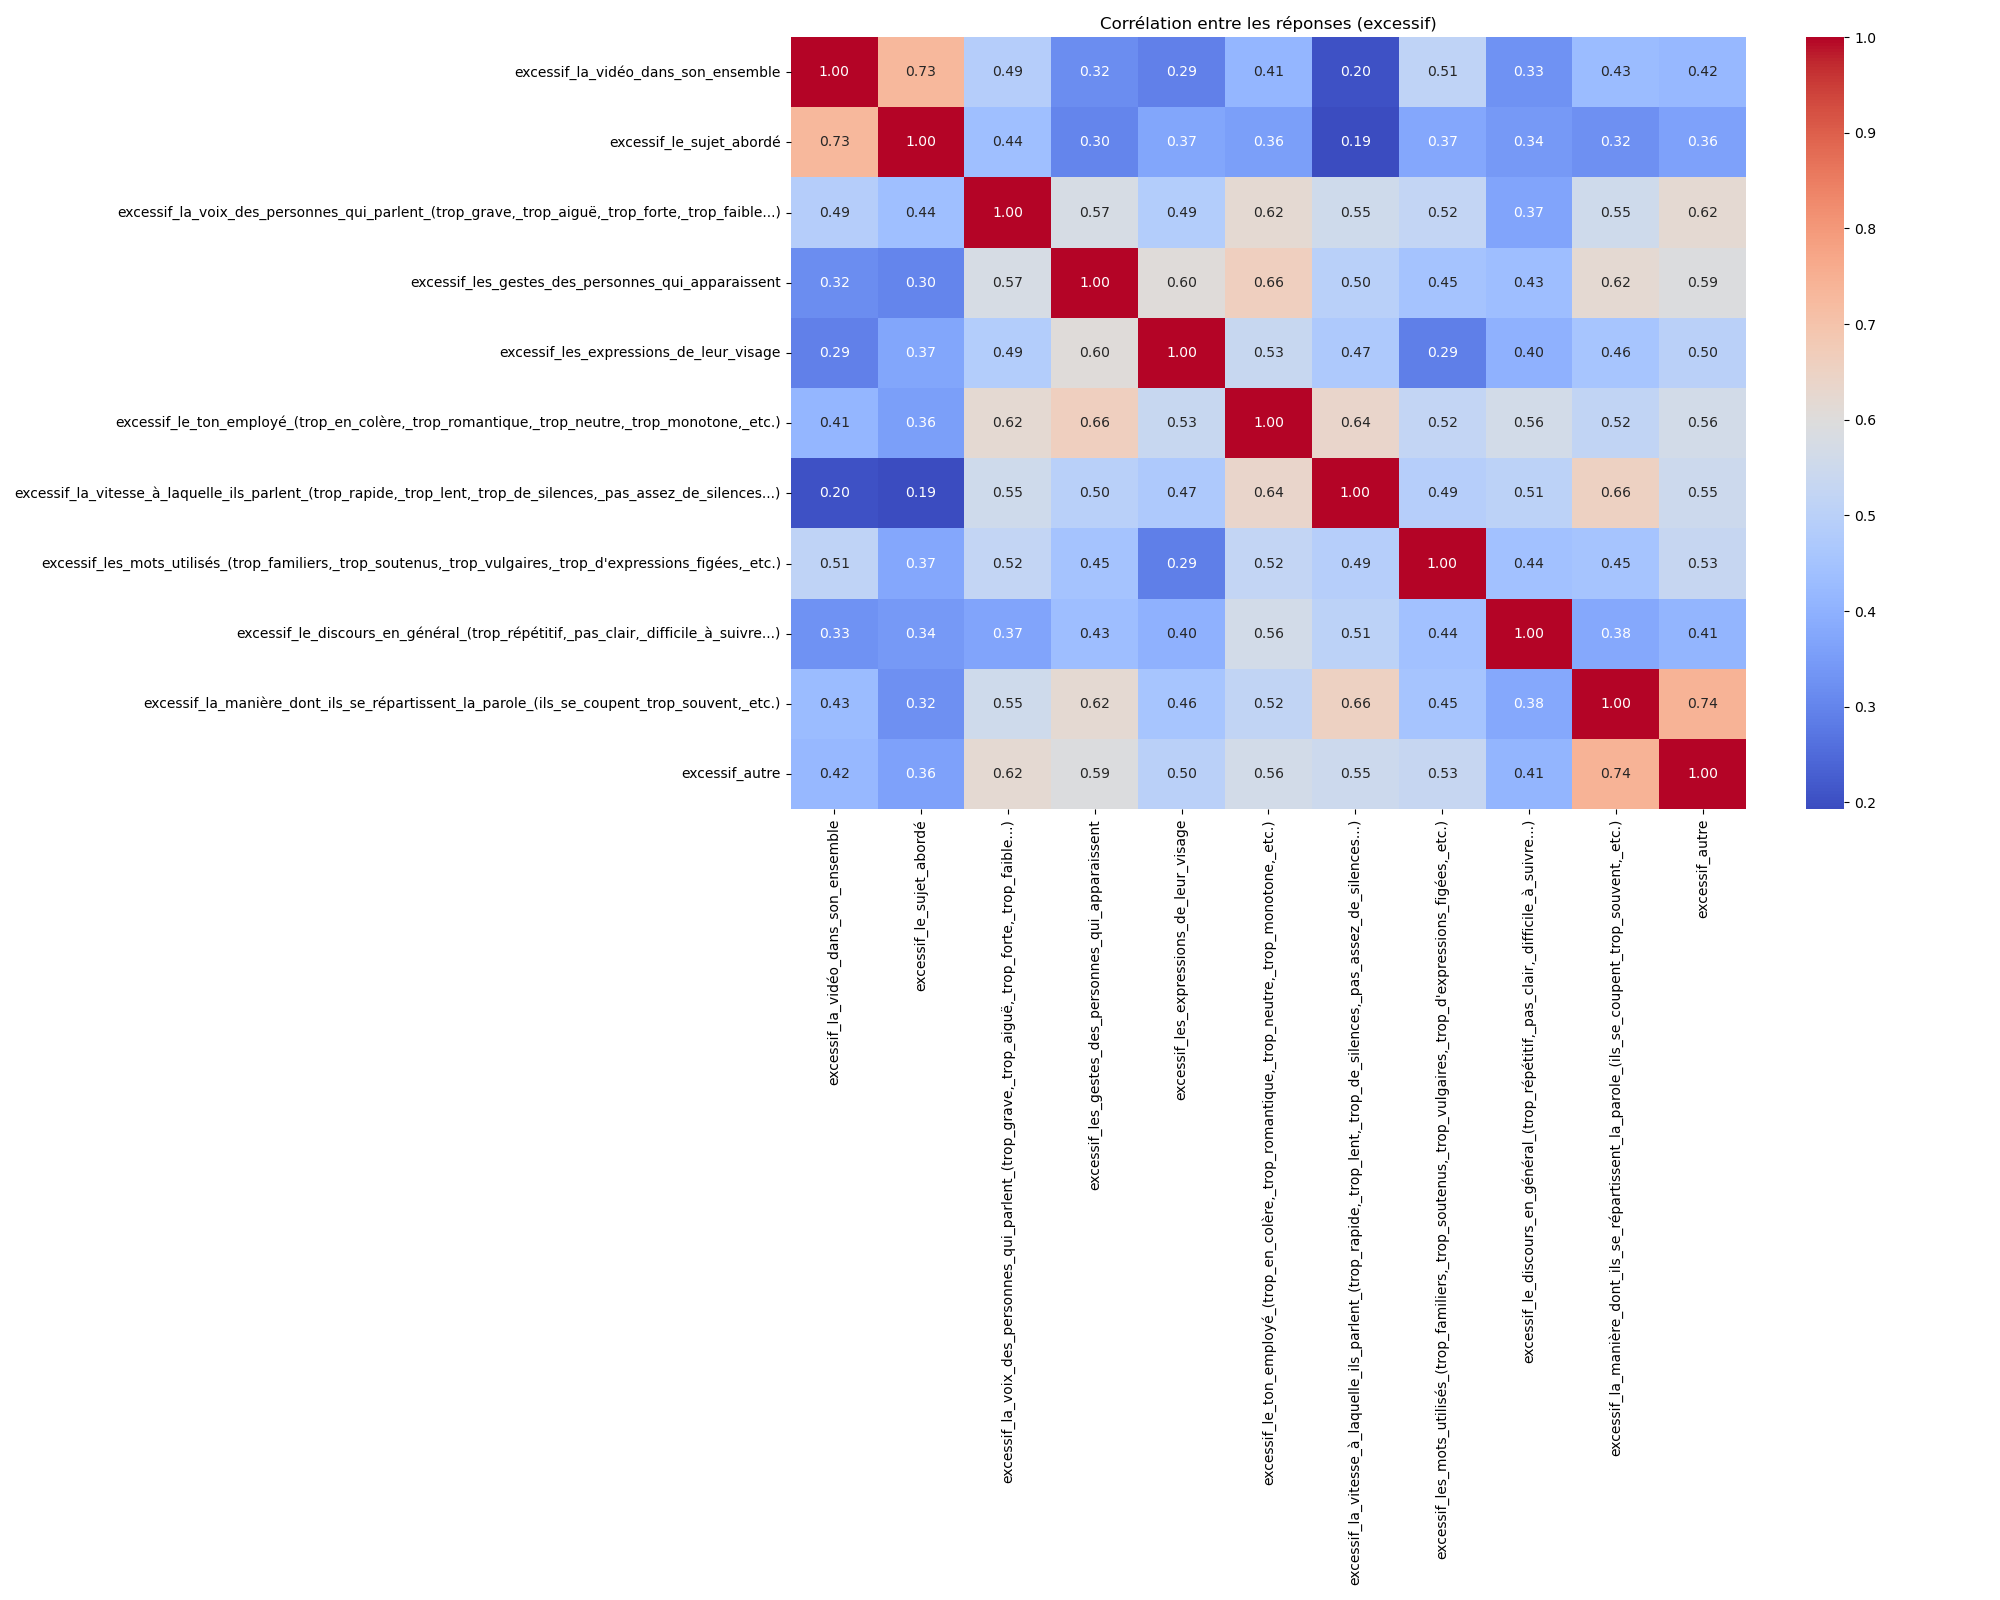 Corrélation entre les réponses (excessif)
excessif_la_vidéo_dans_son_ensemble 1.00 0.73 0.49 0.32 0.29 0.41 0.20 0.51 0.33 0.43 0.42
excessif_le_sujet_abordé 0.73 1.00 0.44 0.30 0.37 0.36 0.19 0.37 0.34 0.32 0.36
excessif_la_voix_des_personnes_qui_parlent_(trop_grave,_trop_aiguë,_trop_forte,_trop_faible...) 0.49 0.44 1.00 0.57 0.49 0.62 0.55 0.52 0.37 0.55 0.62
excessif_les_gestes_des_personnes_qui_apparaissent 0.32 0.30 0.57 1.00 0.60 0.66 0.50 0.45 0.43 0.62 0.59
excessif_les_expressions_de_leur_visage 0.29 0.37 0.49 0.60 1.00 0.53 0.47 0.29 0.40 0.46 0.50
excessif_le_ton_employé_(trop_en_colère,_trop_romantique,_trop_neutre,_trop_monotone,_etc.) 0.41 0.36 0.62 0.66 0.53 1.00 0.64 0.52 0.56 0.52 0.56
excessif_la_vitesse_à_laquelle_ils_parlent_(trop_rapide,_trop_lent,_trop_de_silences,_pas_assez_de_silences...) 0.20 0.19 0.55 0.50 0.47 0.64 1.00 0.49 0.51 0.66 0.55
excessif_les_mots_utilisés_(trop_familiers,_trop_soutenus,_trop_vulgaires,_trop_d'expressions_figées,_etc.) 0.51 0.37 0.52 0.45 0.29 0.52 0.49 1.00 0.44 0.45 0.53
excessif_le_discours_en_général_(trop_répétitif,_pas_clair,_difficile_à_suivre...) 0.33 0.34 0.37 0.43 0.40 0.56 0.51 0.44 1.00 0.38 0.41
excessif_la_manière_dont_ils_se_répartissent_la_parole_(ils_se_coupent_trop_souvent,_etc.) 0.43 0.32 0.55 0.62 0.46 0.52 0.66 0.45 0.38 1.00 0.74
excessif_autre 0.42 0.36 0.62 0.59 0.50 0.56 0.55 0.53 0.41 0.74 1.00
excessif_la_vidéo_dans_son_ensemble
excessif_le_sujet_abordé
excessif_la_voix_des_personnes_qui_parlent_(trop_grave,_trop_aiguë,_trop_forte,_trop_faible...)
excessif_les_gestes_des_personnes_qui_apparaissent
excessif_les_expressions_de_leur_visage
excessif_le_ton_employé_(trop_en_colère,_trop_romantique,_trop_neutre,_trop_monotone,_etc.)
excessif_la_vitesse_à_laquelle_ils_parlent_(trop_rapide,_trop_lent,_trop_de_silences,_pas_assez_de_silences...)
excessif_les_mots_utilisés_(trop_familiers,_trop_soutenus,_trop_vulgaires,_trop_d'expressions_figées,_etc.)
excessif_le_discours_en_général_(trop_répétitif,_pas_clair,_difficile_à_suivre...)
excessif_la_manière_dont_ils_se_répartissent_la_parole_(ils_se_coupent_trop_souvent,_etc.)
excessif_autre
1.0
0.9
0.8
0.7
0.6
0.5
0.4
0.3
0.2